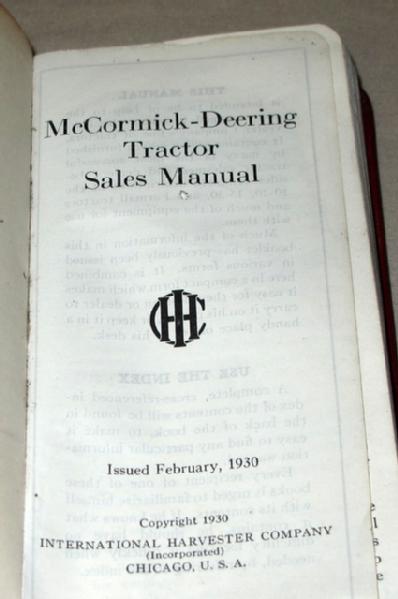 McCormick-Deering
Tractor
Sales Manual
IHC
Issued February, 1930
Copyright 1930
INTERNATIONAL HARVESTER COMPANY
(Incorporated)
CHICAGO, U. S. A.